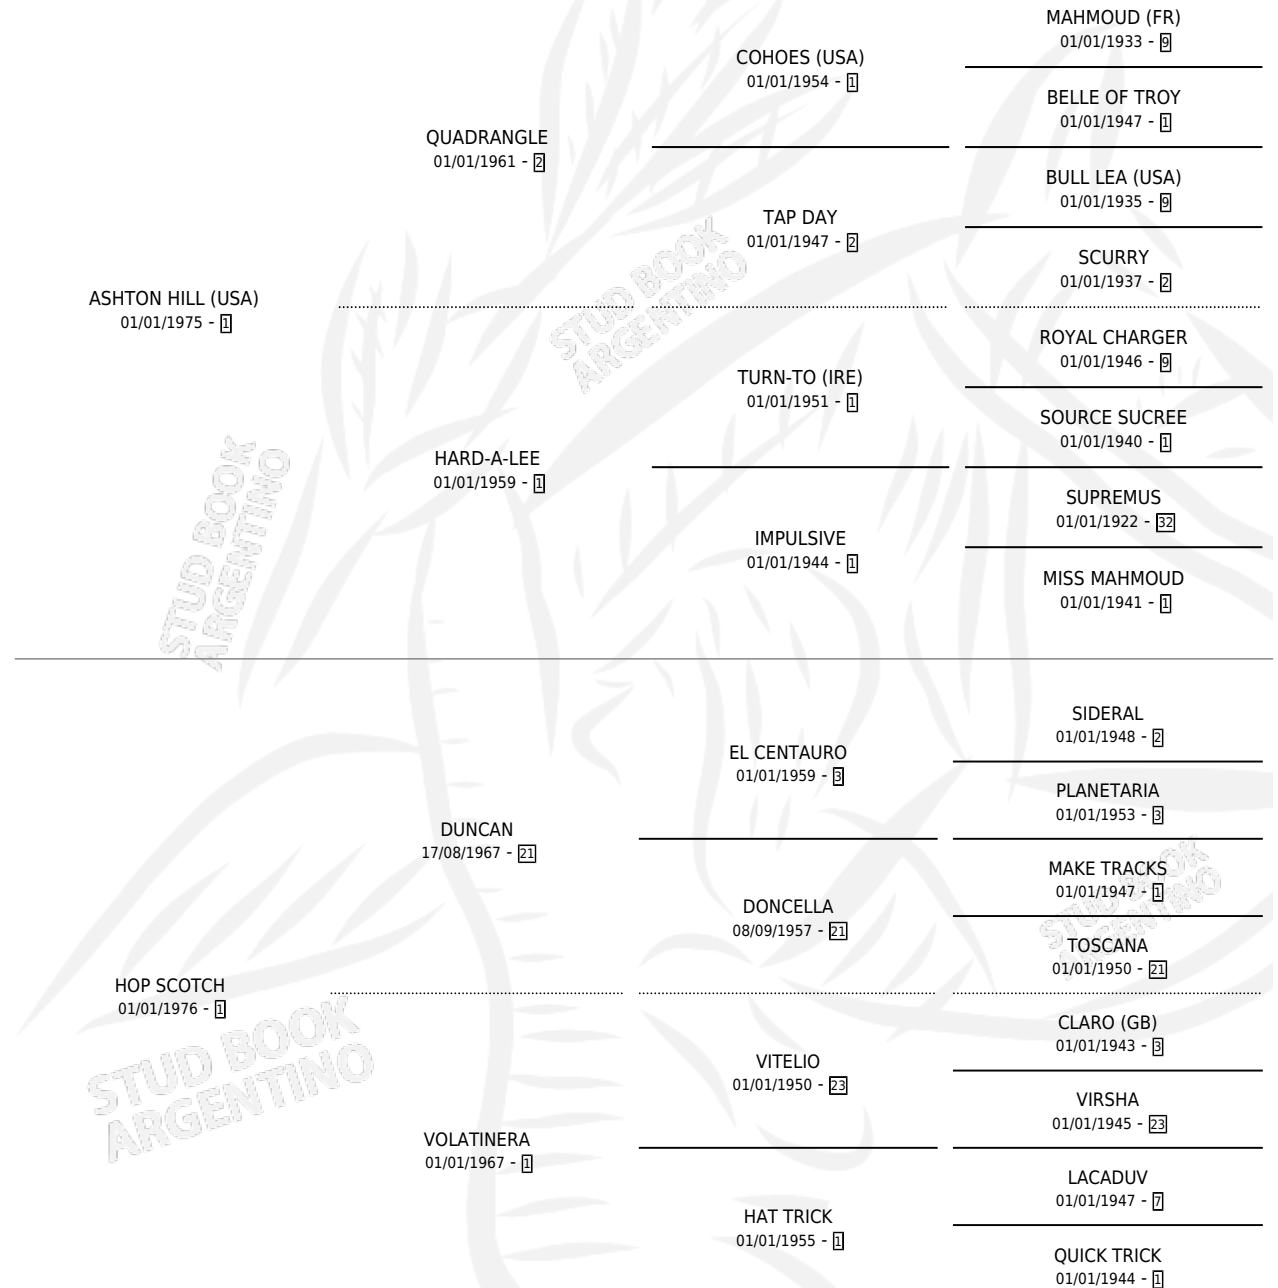 MAHMOUD (FR)
01/01/1933 - 9
COHOES (USA)
01/01/1954 - 1
BELLE OF TROY
01/01/1947 - 1
QUADRANGLE
01/01/1961 - 2
BULL LEA (USA)
01/01/1935 - 9
TAP DAY
01/01/1947 - 2
SCURRY
01/01/1937 - 2
ASHTON HILL (USA)
01/01/1975 - 1
ROYAL CHARGER
01/01/1946 - 9
TURN-TO (IRE)
01/01/1951 - 1
SOURCE SUCREE
01/01/1940 - 1
HARD-A-LEE
01/01/1959 - 1
SUPREMUS
01/01/1922 - 32
IMPULSIVE
01/01/1944 - 1
MISS MAHMOUD
01/01/1941 - 1
SIDERAL
01/01/1948 - 2
EL CENTAURO
01/01/1959 - 3
PLANETARIA
01/01/1953 - 3
DUNCAN
17/08/1967 - 21
MAKE TRACKS
01/01/1947 - 1
DONCELLA
08/09/1957 - 21
TOSCANA
01/01/1950 - 21
HOP SCOTCH
01/01/1976 - 1
CLARO (GB)
01/01/1943 - 3
VITELIO
01/01/1950 - 23
VIRSHA
01/01/1945 - 23
VOLATINERA
01/01/1967 - 1
LACADUV
01/01/1947 - 7
HAT TRICK
01/01/1955 - 1
QUICK TRICK
01/01/1944 - 1
STUD BOOK
ARGENTINO
STUD BOOK
ARGENTINO
STUD BOOK
ARGENTINO
STUD BOOK
ARGENTINO